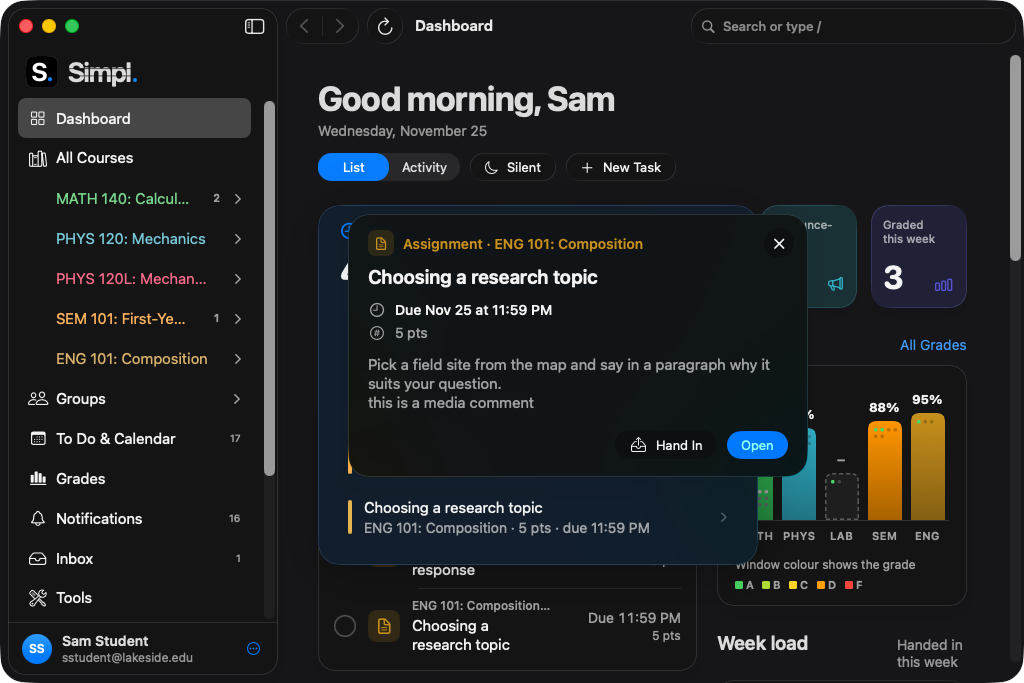 Dashboard
Search or type /
S. Simpl.
Dashboard
All Courses
MATH 140: Calcul... 2
PHYS 120: Mechanics
PHYS 120L: Mechan...
SEM 101: First-Ye... 1
ENG 101: Composition
Groups
To Do & Calendar 17
Grades
Notifications 16
Inbox 1
Tools
SS
Sam Student
sstudent@lakeside.edu
Good morning, Sam
Wednesday, November 25
List
Activity
Silent
New Task
Assignment · ENG 101: Composition
Choosing a research topic
Due Nov 25 at 11:59 PM
5 pts
Pick a field site from the map and say in a paragraph why it
suits your question.
this is a media comment
Hand In
Open
Choosing a research topic
ENG 101: Composition · 5 pts · due 11:59 PM
response
ENG 101: Composition...
Choosing a
research topic
Due 11:59 PM
5 pts
Graded
this week
3
All Grades
88%
95%
PHYS LAB SEM ENG
Window colour shows the grade
A B C D F
Week load
Handed in
this week